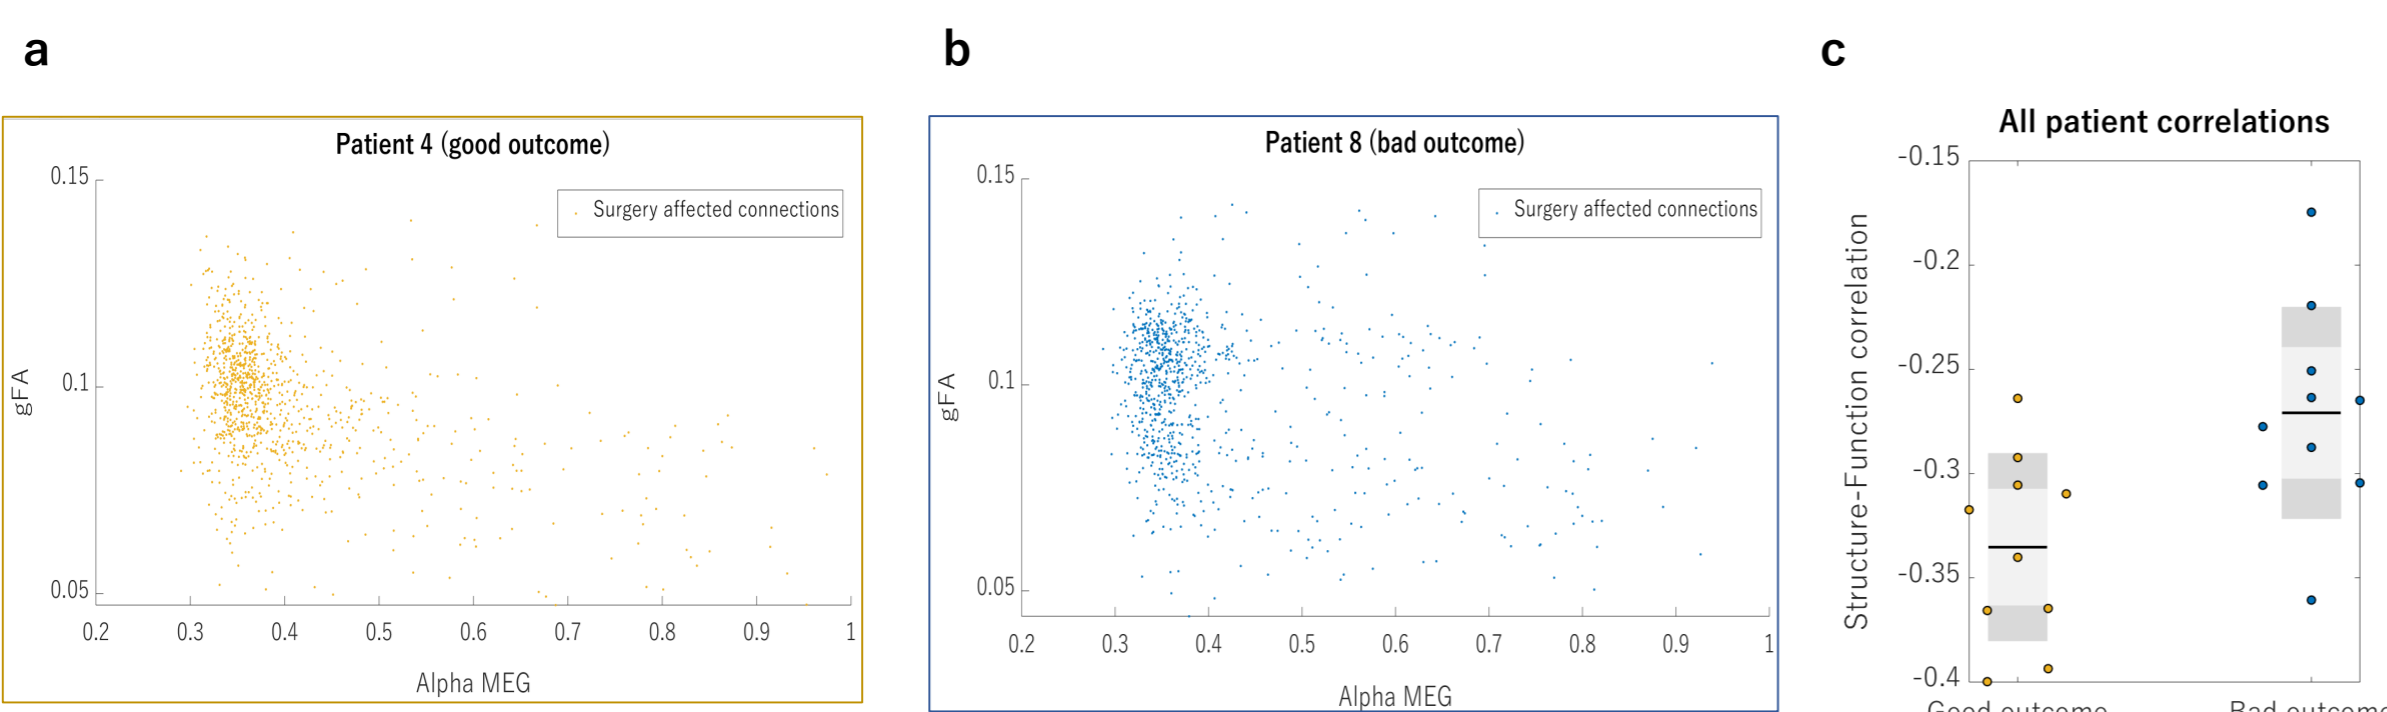 a
b
c
Patient 4 (good outcome)
0.15
0.1
0.05
gFA
Surgery affected connections
0.2 0.3 0.4 0.5 0.6 0.7 0.8 0.9 1
Alpha MEG
Patient 8 (bad outcome)
0.15
0.1
0.05
gFA
Surgery affected connections
0.2 0.3 0.4 0.5 0.6 0.7 0.8 0.9 1
Alpha MEG
All patient correlations
-0.15
-0.2
-0.25
-0.3
-0.35
-0.4
Structure-Function correlation
Good outcome
Bad outcome